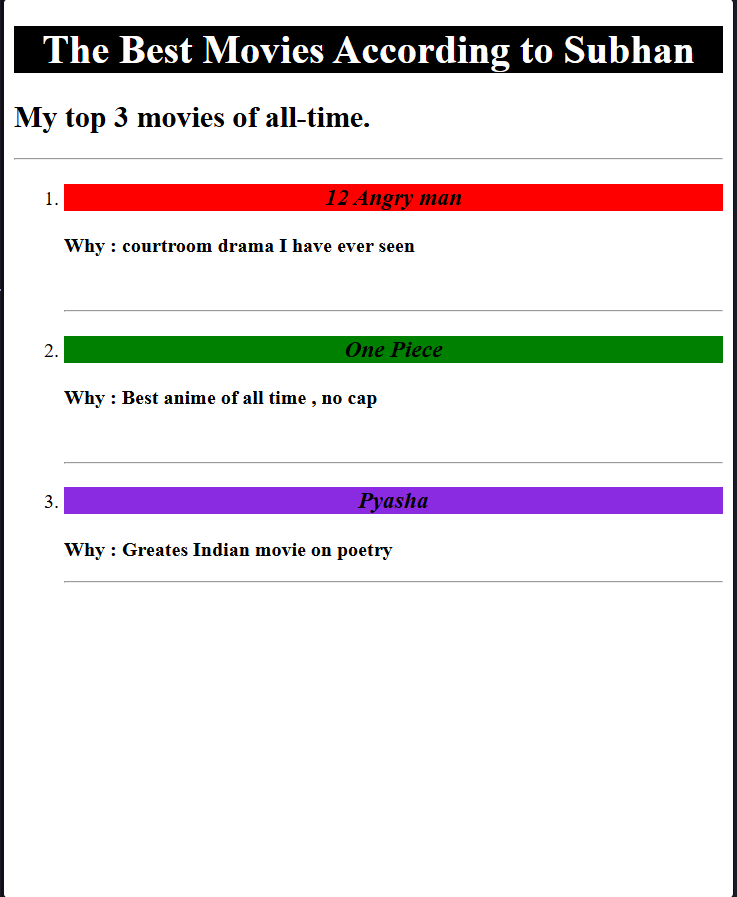 The Best Movies According to Subhan
My top 3 movies of all-time.
1. 12 Angry man
Why : courtroom drama I have ever seen
2. One Piece
Why : Best anime of all time , no cap
3. Pyasha
Why : Greates Indian movie on poetry